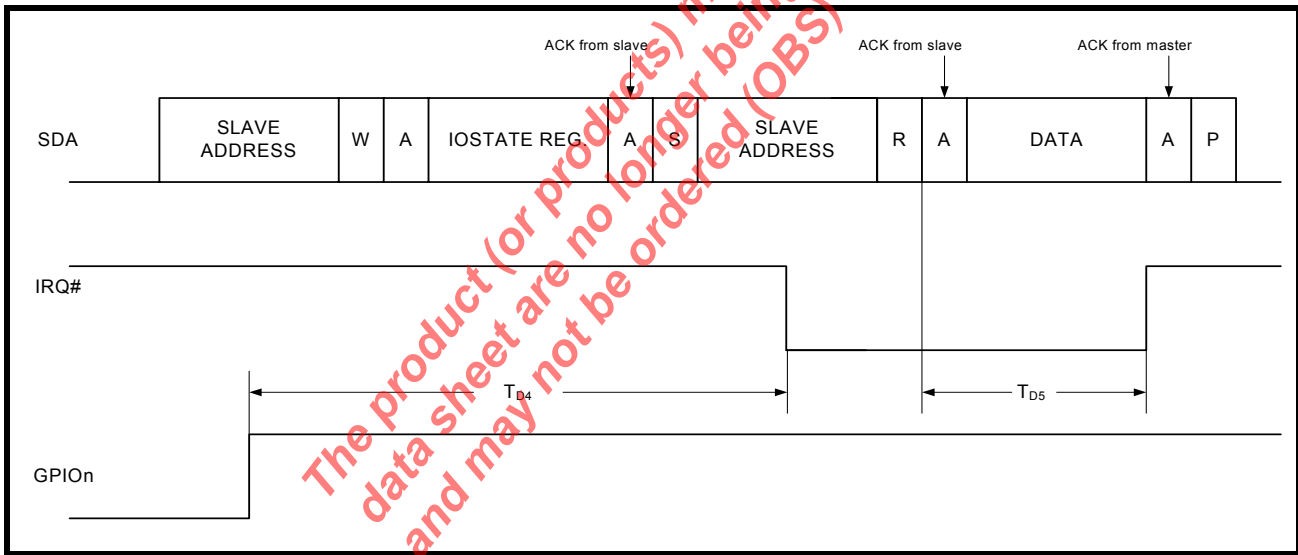 ACK from slave
ACK from slave
ACK from master
SDA
SLAVE ADDRESS
W
A
IOSTATE REG.
A
S
SLAVE ADDRESS
R
A
DATA
A
P
IRQ#
TD4
TD5
GPIOn
The product (or products)
data sheet are no longer being
and may not be ordered (OBS)